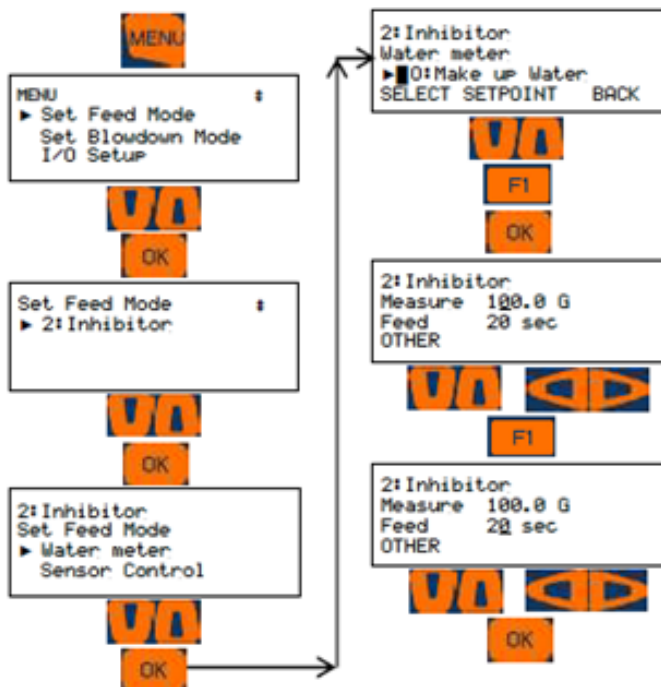 MENU
MENU
► Set Feed Mode
Set Blowdown Mode
I/O Setup
OK
Set Feed Mode
► 2:Inhibitor
OK
2:Inhibitor
Set Feed Mode
► Water meter
Sensor Control
OK
2:Inhibitor
Water meter
►█O:Make up Water
SELECT SETPOINT BACK
F1
OK
2:Inhibitor
Measure 100.0 G
Feed 20 sec
OTHER
F1
2:Inhibitor
Measure 100.0 G
Feed 20 sec
OTHER
OK